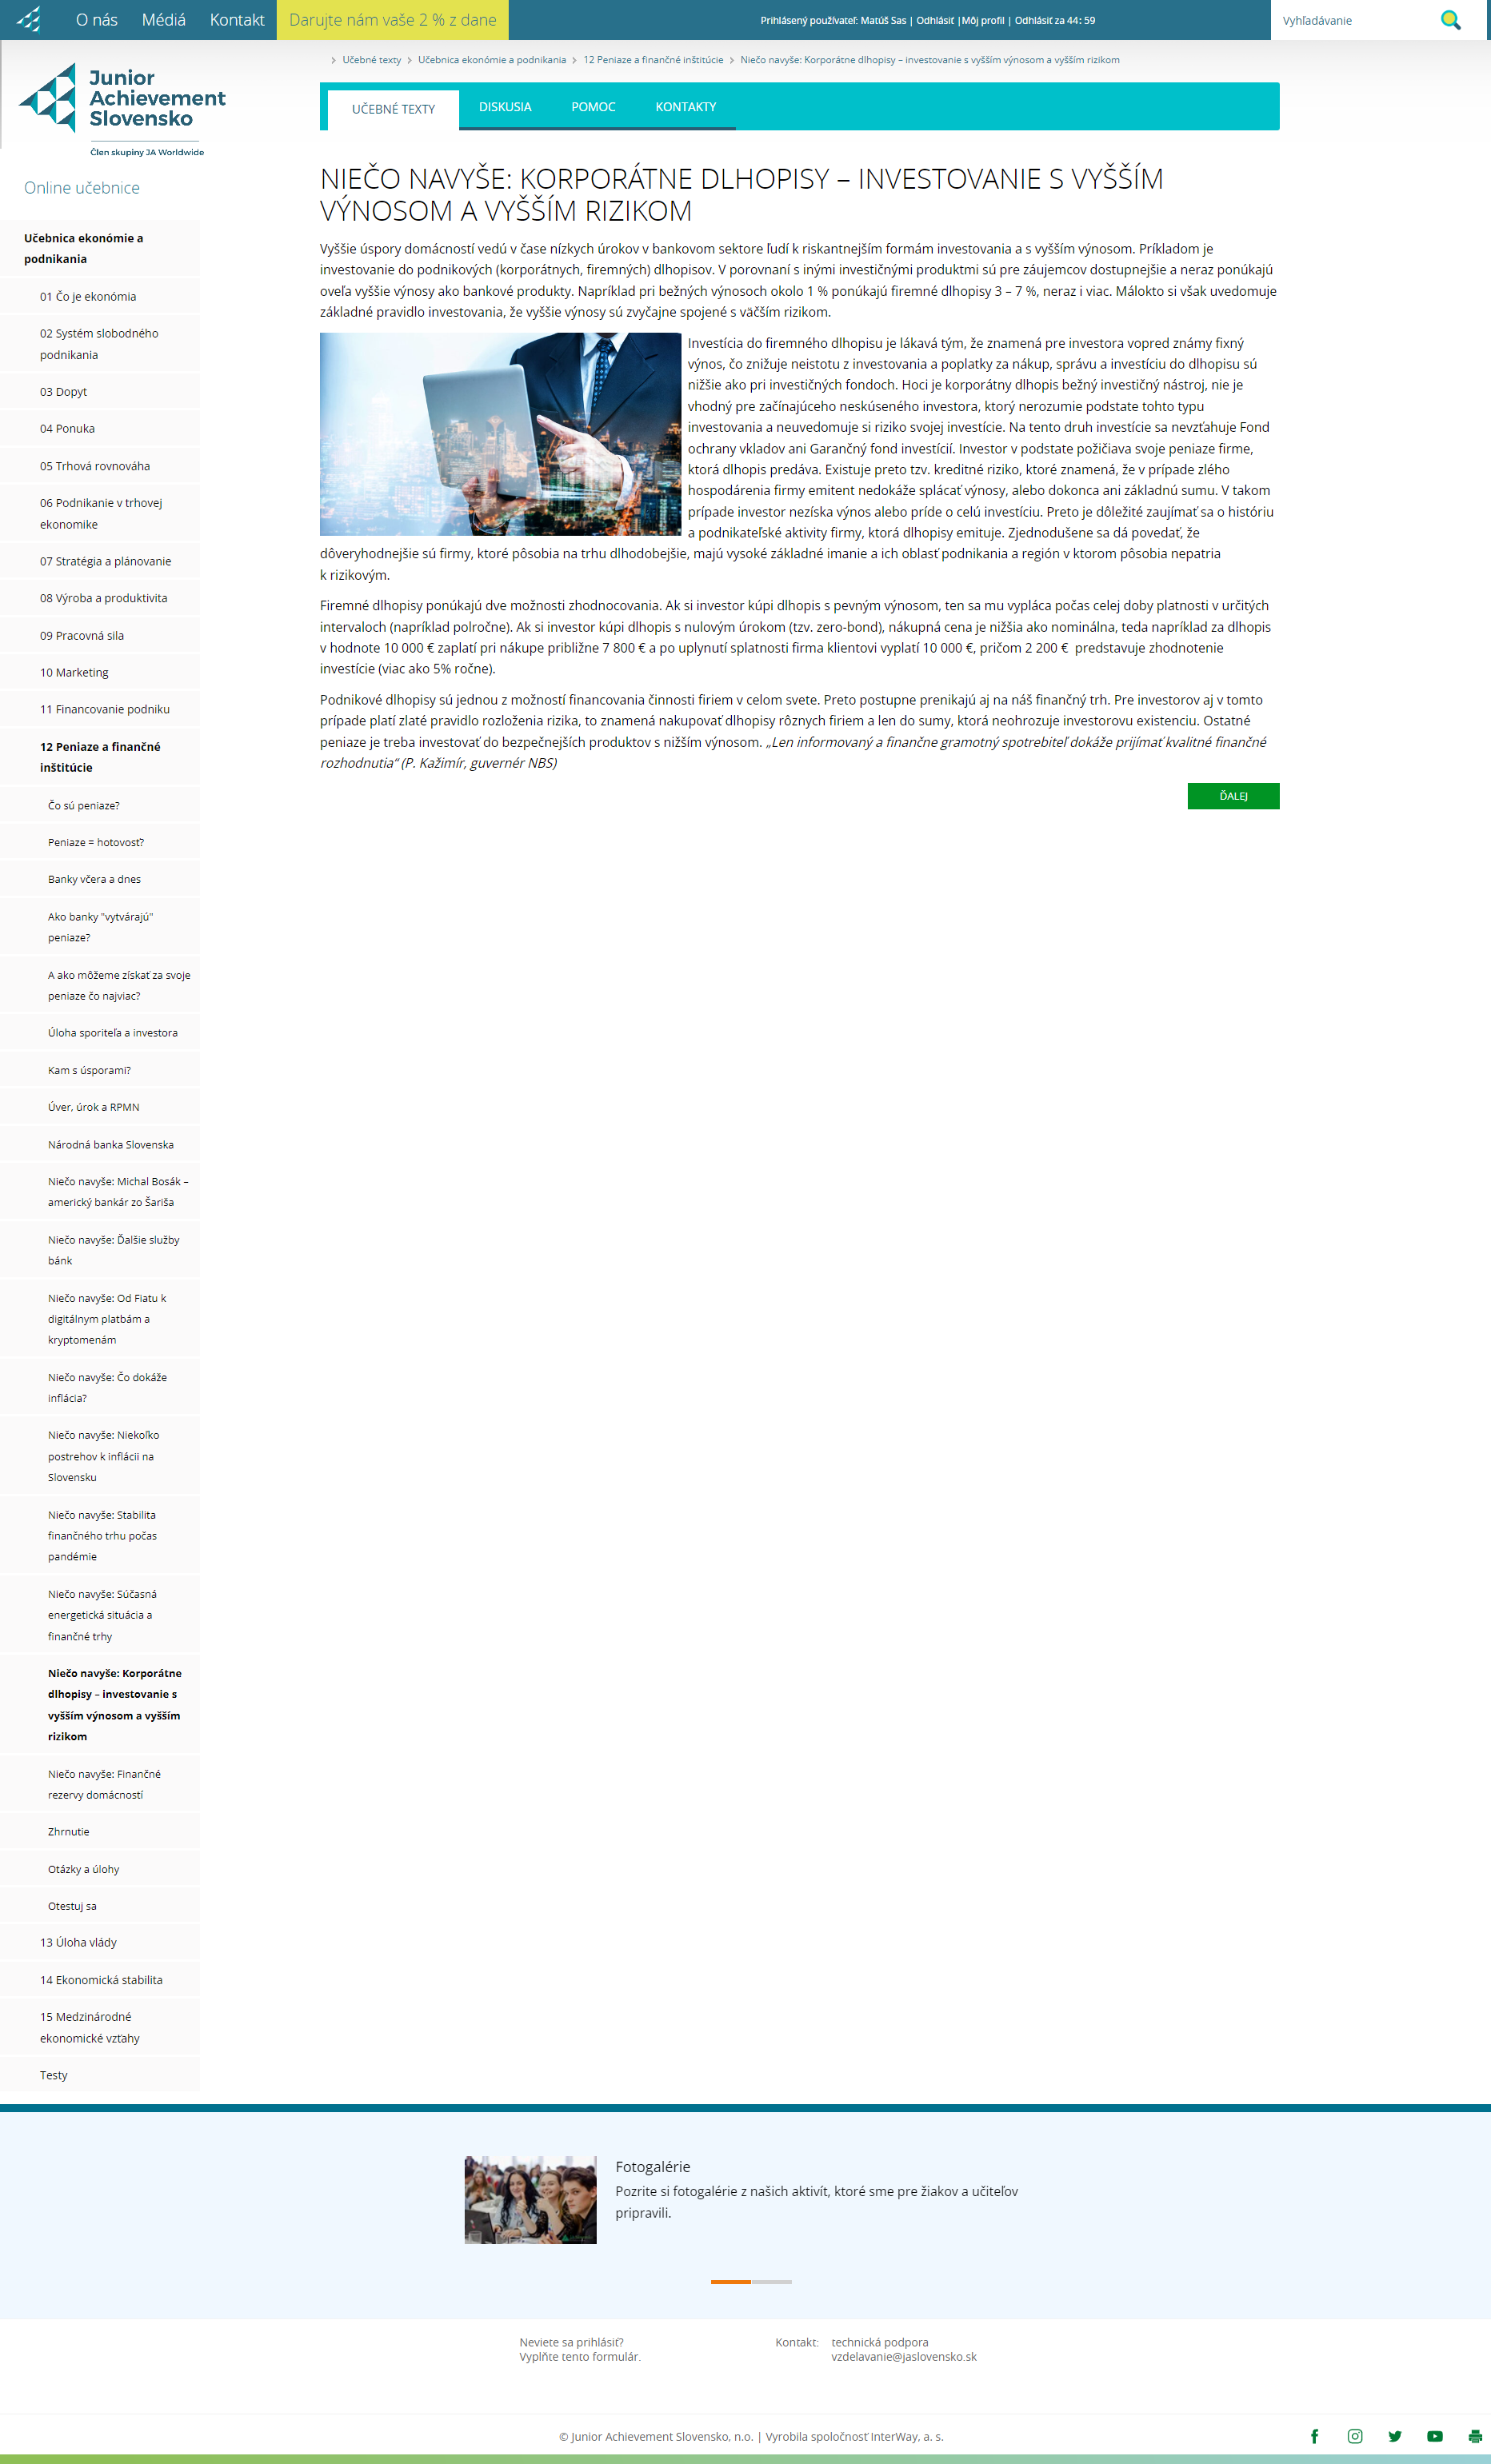 O nás Médiá Kontakt Darujte nám vaše 2 % z dane Prihlásený používateľ: Matúš Sas | Odhlásiť |Môj profil | Odhlásiť za 44: 59 Vyhľadávanie
Učebné texty Učebnica ekonómie a podnikania 12 Peniaze a finančné inštitúcie Niečo navyše: Korporátne dlhopisy – investovanie s vyšším výnosom a vyšším rizikom
Junior
Achievement
Slovensko
Člen skupiny JA Worldwide
UČEBNÉ TEXTY DISKUSIA POMOC KONTAKTY
Online učebnice
Učebnica ekonómie a
podnikania
01 Čo je ekonómia
02 Systém slobodného
podnikania
03 Dopyt
04 Ponuka
05 Trhová rovnováha
06 Podnikanie v trhovej
ekonomike
07 Stratégia a plánovanie
08 Výroba a produktivita
09 Pracovná sila
10 Marketing
11 Financovanie podniku
12 Peniaze a finančné
inštitúcie
Čo sú peniaze?
Peniaze = hotovosť?
Banky včera a dnes
Ako banky "vytvárajú"
peniaze?
A ako môžeme získať za svoje
peniaze čo najviac?
Úloha sporiteľa a investora
Kam s úsporami?
Úver, úrok a RPMN
Národná banka Slovenska
Niečo navyše: Michal Bosák –
americký bankár zo Šariša
Niečo navyše: Ďalšie služby
bánk
Niečo navyše: Od Fiatu k
digitálnym platbám a
kryptomenám
Niečo navyše: Čo dokáže
inflácia?
Niečo navyše: Niekoľko
postrehov k inflácii na
Slovensku
Niečo navyše: Stabilita
finančného trhu počas
pandémie
Niečo navyše: Súčasná
energetická situácia a
finančné trhy
Niečo navyše: Korporátne
dlhopisy – investovanie s
vyšším výnosom a vyšším
rizikom
Niečo navyše: Finančné
rezervy domácností
Zhrnutie
Otázky a úlohy
Otestuj sa
13 Úloha vlády
14 Ekonomická stabilita
15 Medzinárodné
ekonomické vzťahy
Testy
NIEČO NAVYŠE: KORPORÁTNE DLHOPISY – INVESTOVANIE S VYŠŠÍM
VÝNOSOM A VYŠŠÍM RIZIKOM
Vyššie úspory domácností vedú v čase nízkych úrokov v bankovom sektore ľudí k riskantnejším formám investovania a s vyšším výnosom. Príkladom je
investovanie do podnikových (korporátnych, firemných) dlhopisov. V porovnaní s inými investičnými produktmi sú pre záujemcov dostupnejšie a neraz ponúkajú
oveľa vyššie výnosy ako bankové produkty. Napríklad pri bežných výnosoch okolo 1 % ponúkajú firemné dlhopisy 3 – 7 %, neraz i viac. Málokto si však uvedomuje
základné pravidlo investovania, že vyššie výnosy sú zvyčajne spojené s väčším rizikom.
Investícia do firemného dlhopisu je lákavá tým, že znamená pre investora vopred známy fixný
výnos, čo znižuje neistotu z investovania a poplatky za nákup, správu a investíciu do dlhopisu sú
nižšie ako pri investičných fondoch. Hoci je korporátny dlhopis bežný investičný nástroj, nie je
vhodný pre začínajúceho neskúseného investora, ktorý nerozumie podstate tohto typu
investovania a neuvedomuje si riziko svojej investície. Na tento druh investície sa nevzťahuje Fond
ochrany vkladov ani Garančný fond investícií. Investor v podstate požičiava svoje peniaze firme,
ktorá dlhopis predáva. Existuje preto tzv. kreditné riziko, ktoré znamená, že v prípade zlého
hospodárenia firmy emitent nedokáže splácať výnosy, alebo dokonca ani základnú sumu. V takom
prípade investor nezíska výnos alebo príde o celú investíciu. Preto je dôležité zaujímať sa o históriu
a podnikateľské aktivity firmy, ktorá dlhopisy emituje. Zjednodušene sa dá povedať, že
dôveryhodnejšie sú firmy, ktoré pôsobia na trhu dlhodobejšie, majú vysoké základné imanie a ich oblasť podnikania a región v ktorom pôsobia nepatria
k rizikovým.
Firemné dlhopisy ponúkajú dve možnosti zhodnocovania. Ak si investor kúpi dlhopis s pevným výnosom, ten sa mu vypláca počas celej doby platnosti v určitých
intervaloch (napríklad polročne). Ak si investor kúpi dlhopis s nulovým úrokom (tzv. zero-bond), nákupná cena je nižšia ako nominálna, teda napríklad za dlhopis
v hodnote 10 000 € zaplatí pri nákupe približne 7 800 € a po uplynutí splatnosti firma klientovi vyplatí 10 000 €, pričom 2 200 € predstavuje zhodnotenie
investície (viac ako 5% ročne).
Podnikové dlhopisy sú jednou z možností financovania činnosti firiem v celom svete. Preto postupne prenikajú aj na náš finančný trh. Pre investorov aj v tomto
prípade platí zlaté pravidlo rozloženia rizika, to znamená nakupovať dlhopisy rôznych firiem a len do sumy, ktorá neohrozuje investorovu existenciu. Ostatné
peniaze je treba investovať do bezpečnejších produktov s nižším výnosom. „Len informovaný a finančne gramotný spotrebiteľ dokáže prijímať kvalitné finančné
rozhodnutia“ (P. Kažimír, guvernér NBS)
ĎALEJ
Fotogalérie
Pozrite si fotogalérie z našich aktivít, ktoré sme pre žiakov a učiteľov
pripravili.
Neviete sa prihlásiť?
Vyplňte tento formulár.
Kontakt: technická podpora
vzdelavanie@jaslovensko.sk
© Junior Achievement Slovensko, n.o. | Vyrobila spoločnosť InterWay, a. s.